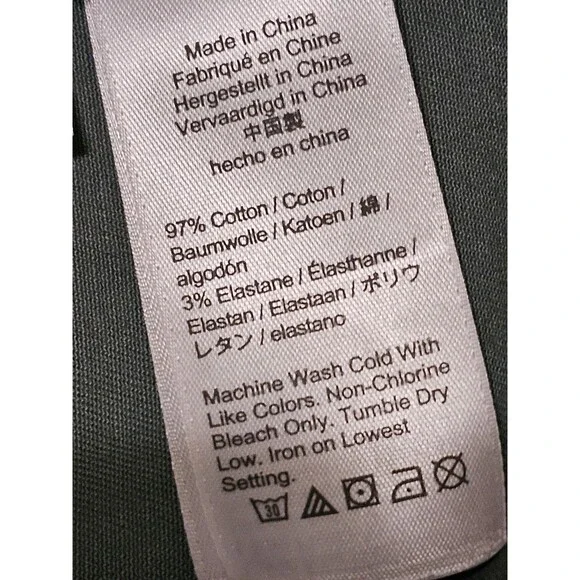 Made in China
Fabriqué en Chine
Hergestellt in China
Vervaardigd in China
中国製
hecho en china
97% Cotton / Coton /
Baumwolle / Katoen / 綿 /
algodón
3% Elastane / Élasthanne /
Elastan / Elastaan / ポリウ
レタン / elastano
Machine Wash Cold With
Like Colors. Non-Chlorine
Bleach Only. Tumble Dry
Low. Iron on Lowest
Setting.
30